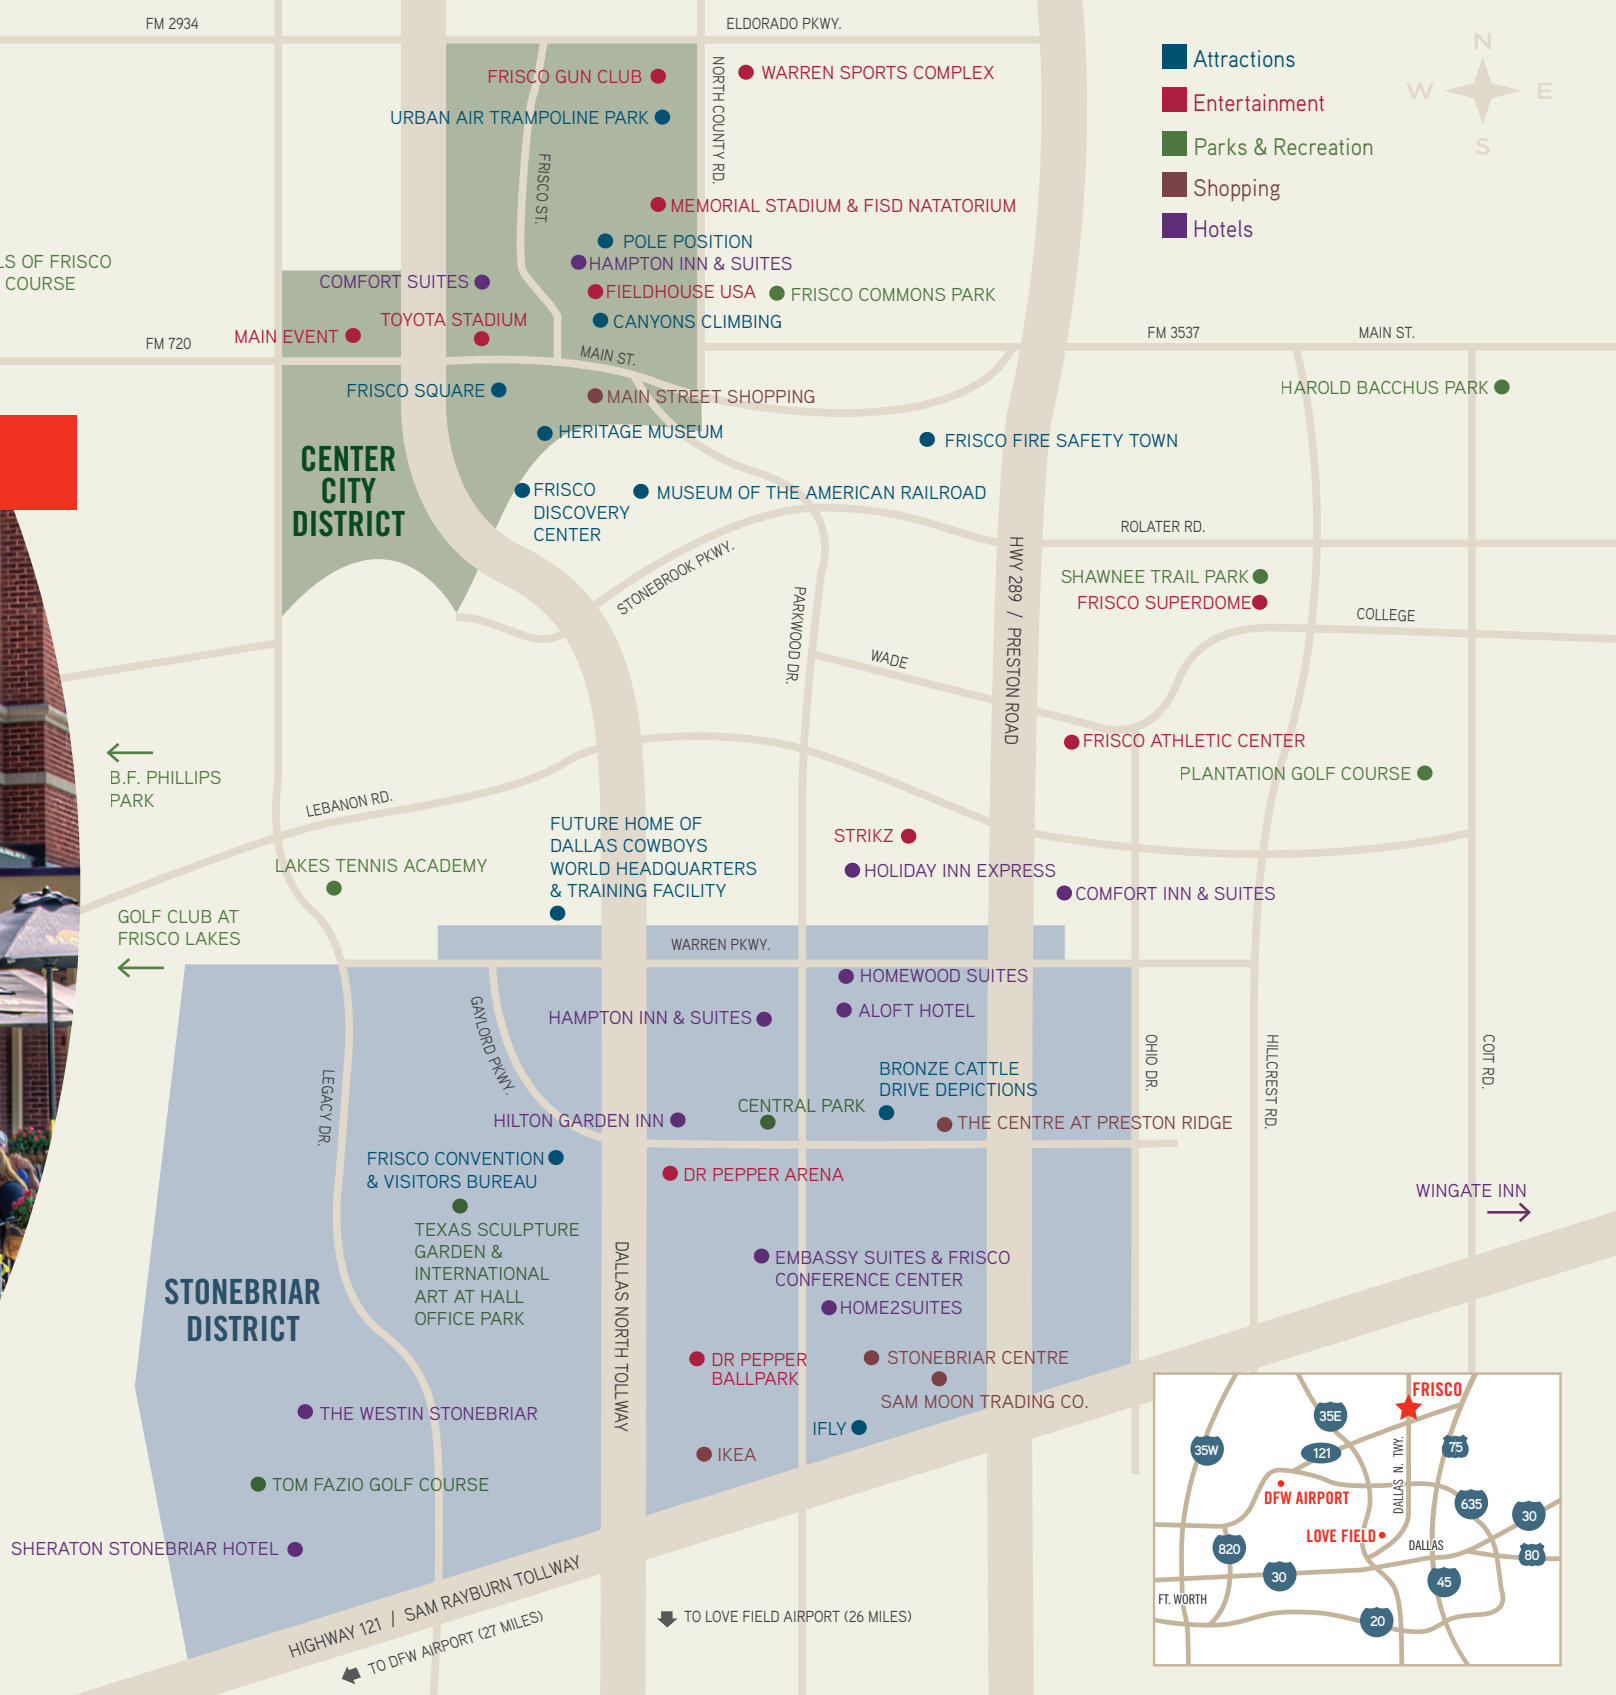 FM 2934
ELDORADO PKWY.
FRISCO GUN CLUB
WARREN SPORTS COMPLEX
URBAN AIR TRAMPOLINE PARK
NORTH COUNTY RD.
FRISCO ST.
Attractions
Entertainment
Parks & Recreation
Shopping
Hotels
N
W
E
S
MEMORIAL STADIUM & FISD NATATORIUM
POLE POSITION
HAMPTON INN & SUITES
LS OF FRISCO
COURSE
COMFORT SUITES
FIELDHOUSE USA
FRISCO COMMONS PARK
TOYOTA STADIUM
CANYONS CLIMBING
MAIN EVENT
FM 720
MAIN ST.
FM 3537
MAIN ST.
FRISCO SQUARE
MAIN STREET SHOPPING
HAROLD BACCHUS PARK
HERITAGE MUSEUM
FRISCO FIRE SAFETY TOWN
CENTER
CITY
DISTRICT
FRISCO
DISCOVERY
CENTER
MUSEUM OF THE AMERICAN RAILROAD
ROLATER RD.
STONEBROOK PKWY.
PARKWOOD DR.
HWY 289 / PRESTON ROAD
SHAWNEE TRAIL PARK
FRISCO SUPERDOME
COLLEGE
WADE
FRISCO ATHLETIC CENTER
PLANTATION GOLF COURSE
B.F. PHILLIPS
PARK
LEBANON RD.
FUTURE HOME OF
DALLAS COWBOYS
WORLD HEADQUARTERS
& TRAINING FACILITY
STRIKZ
HOLIDAY INN EXPRESS
COMFORT INN & SUITES
LAKES TENNIS ACADEMY
GOLF CLUB AT
FRISCO LAKES
WARREN PKWY.
HOMEWOOD SUITES
ALOFT HOTEL
HAMPTON INN & SUITES
GAYLORD PKWY.
LEGACY DR.
OHIO DR.
HILLCREST RD.
COIT RD.
BRONZE CATTLE
DRIVE DEPICTIONS
CENTRAL PARK
HILTON GARDEN INN
THE CENTRE AT PRESTON RIDGE
FRISCO CONVENTION
& VISITORS BUREAU
DR PEPPER ARENA
WINGATE INN
TEXAS SCULPTURE
GARDEN &
INTERNATIONAL
ART AT HALL
OFFICE PARK
DALLAS NORTH TOLLWAY
EMBASSY SUITES & FRISCO
CONFERENCE CENTER
HOME2SUITES
STONEBRIAR
DISTRICT
DR PEPPER
BALLPARK
STONEBRIAR CENTRE
SAM MOON TRADING CO.
THE WESTIN STONEBRIAR
IFLY
IKEA
TOM FAZIO GOLF COURSE
SHERATON STONEBRIAR HOTEL
HIGHWAY 121 / SAM RAYBURN TOLLWAY
TO DFW AIRPORT (27 MILES)
TO LOVE FIELD AIRPORT (26 MILES)
FRISCO
35E
35W
121
75
DALLAS N. TWY.
DFW AIRPORT
635
30
LOVE FIELD
820
DALLAS
80
30
45
FT. WORTH
20